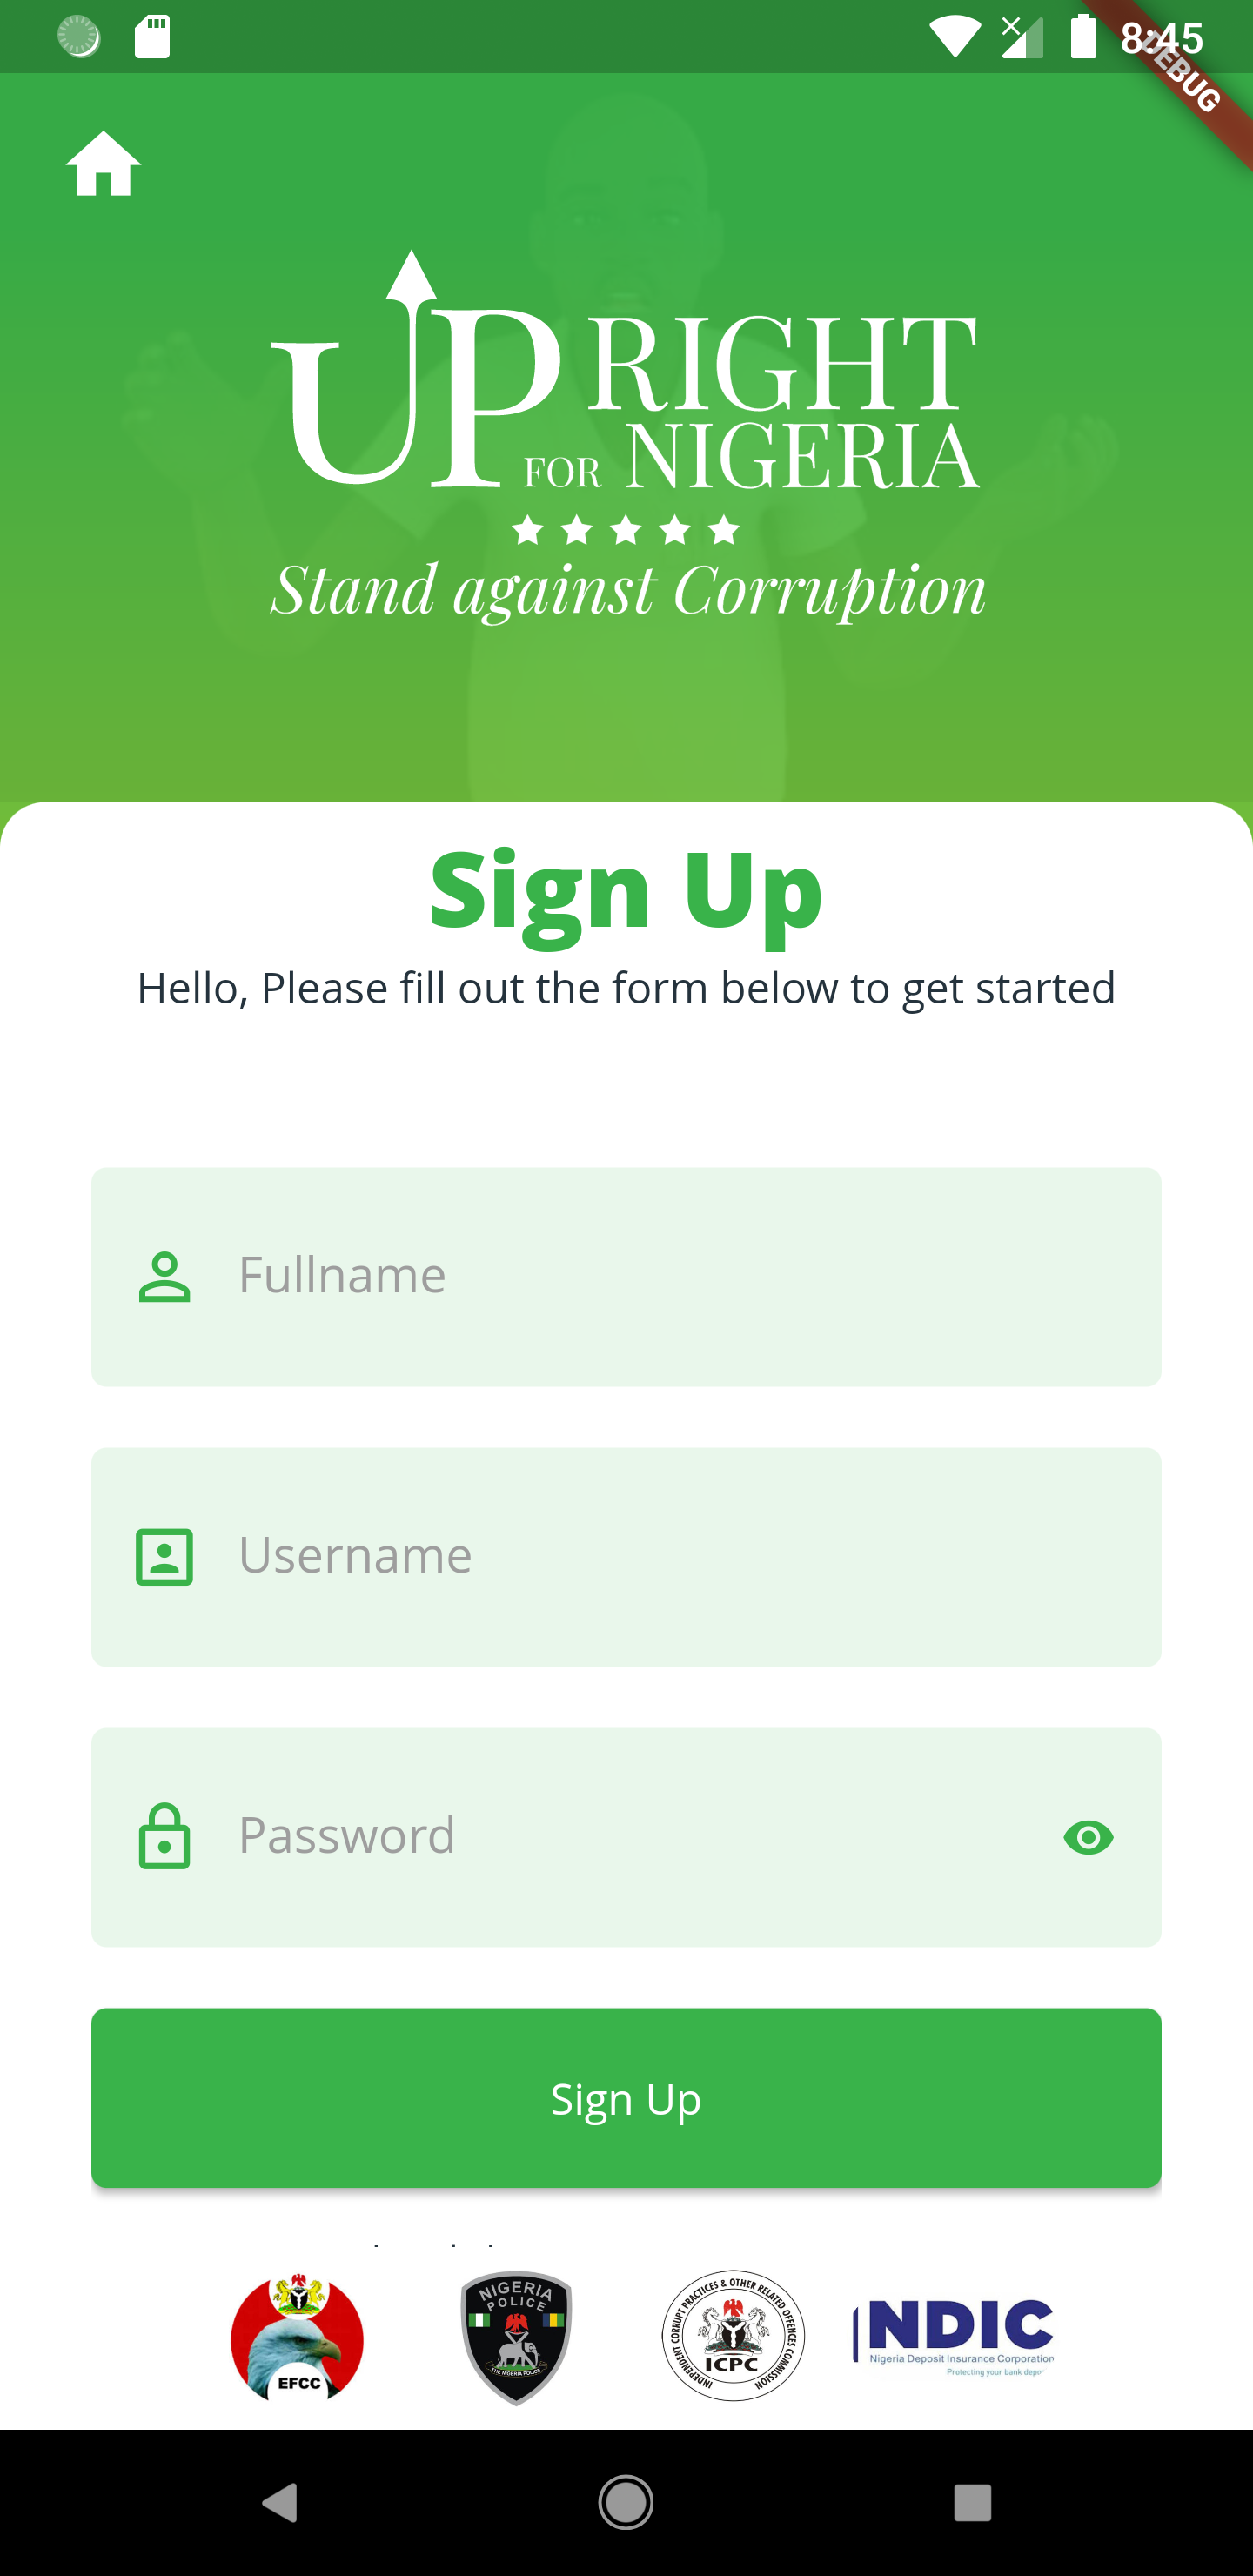 8:45
DEBUG
UP RIGHT
FOR NIGERIA
Stand against Corruption
Sign Up
Hello, Please fill out the form below to get started
Fullname
Username
Password
Sign Up
EFCC
NIGERIA
POLICE
THE NIGERIA POLICE
INDEPENDENT CORRUPT PRACTICES & OTHER RELATED OFFENCES COMMISSION
ICPC
NDIC
Nigeria Deposit Insurance Corporation
Protecting your bank depo